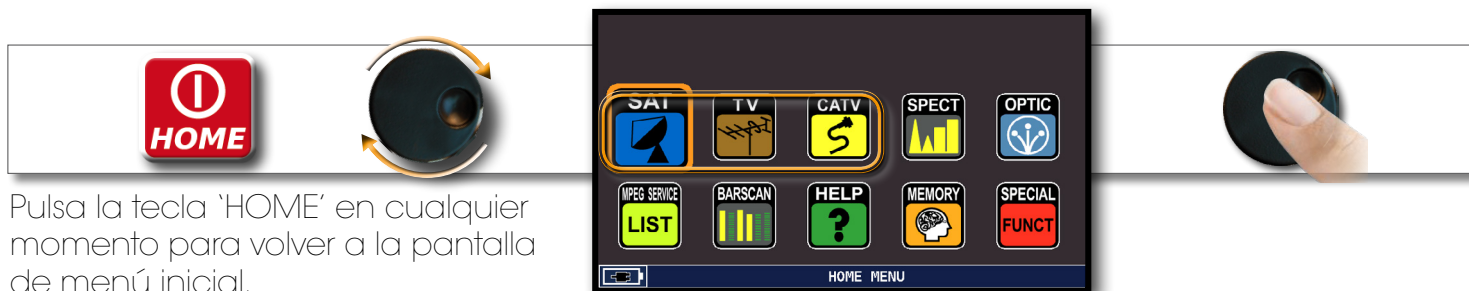 HOME
SAT TV CATV SPECT OPTIC
MPEG SERVICE BARSCAN HELP MEMORY SPECIAL
LIST ? FUNCT
HOME MENU
Pulsa la tecla ‘HOME’ en cualquier
momento para volver a la pantalla
de menú inicial.